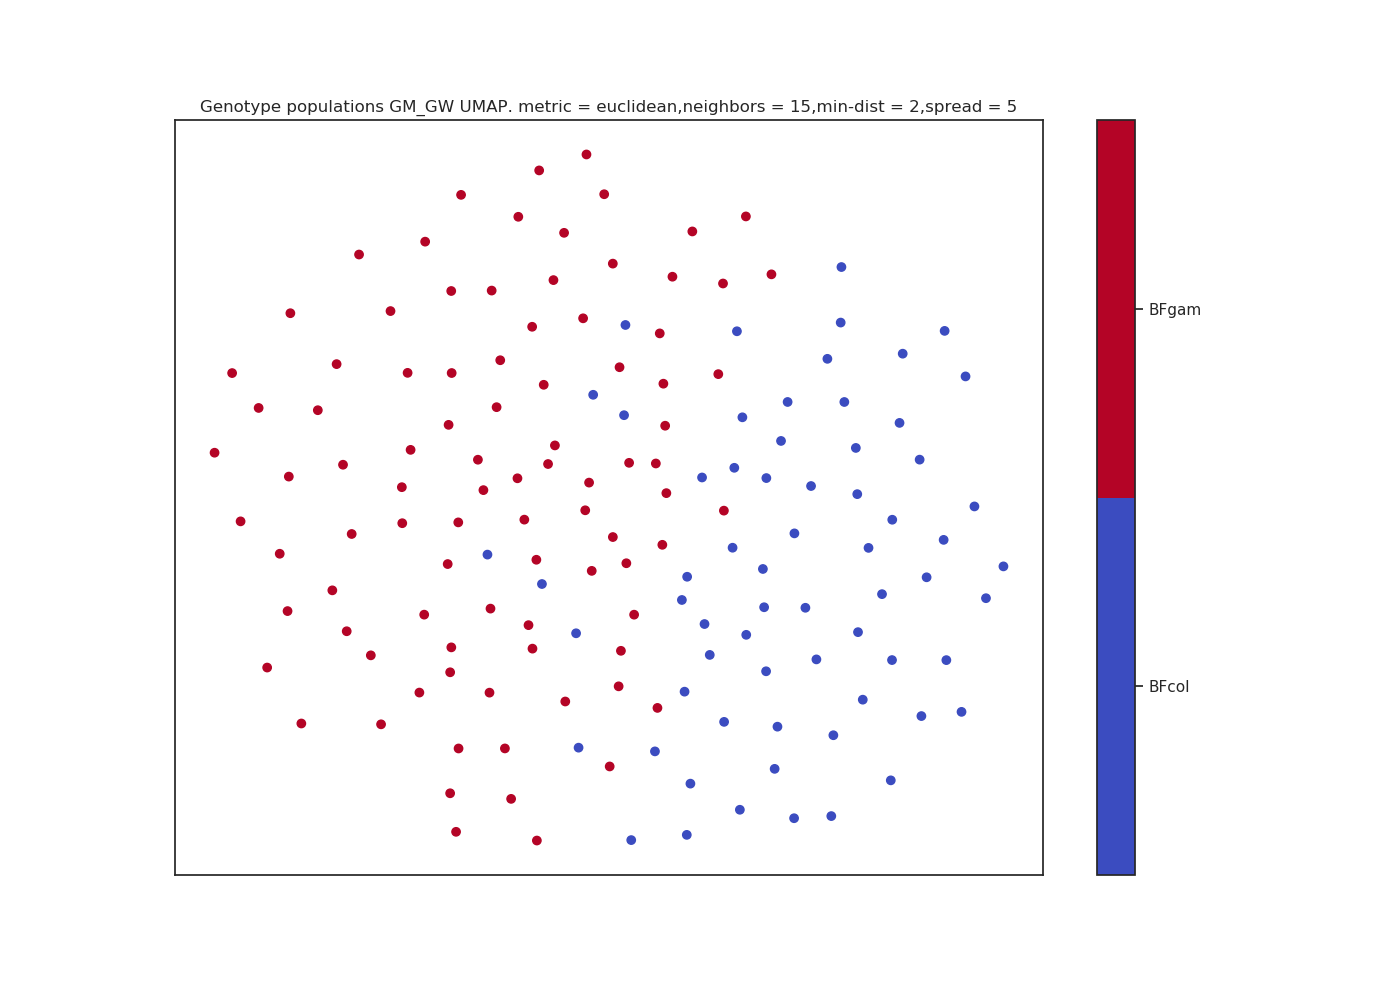 Genotype populations GM_GW UMAP. metric = euclidean,neighbors = 15,min-dist = 2,spread = 5
BFgam
BFcol